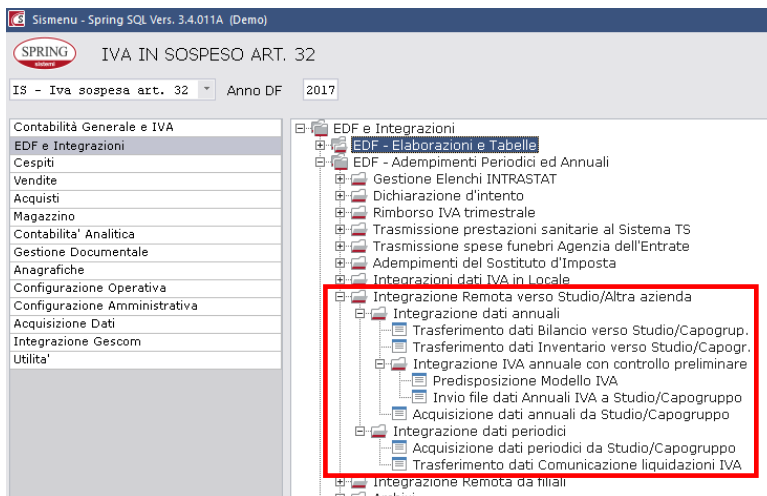 Sismenu - Spring SQL Vers. 3.4.011A (Demo)
SPRING
sistemi
IVA IN SOSPESO ART. 32
IS - Iva sospesa art. 32
Anno DF
2017
Contabilità Generale e IVA
EDF e Integrazioni
Cespiti
Vendite
Acquisti
Magazzino
Contabilita' Analitica
Gestione Documentale
Anagrafiche
Configurazione Operativa
Configurazione Amministrativa
Acquisizione Dati
Integrazione Gescom
Utilita'
EDF e Integrazioni
EDF - Elaborazioni e Tabelle
EDF - Adempimenti Periodici ed Annuali
Gestione Elenchi INTRASTAT
Dichiarazione d'intento
Rimborso IVA trimestrale
Trasmissione prestazioni sanitarie al Sistema TS
Trasmissione spese funebri Agenzia dell'Entrate
Adempimenti del Sostituto d'Imposta
Integrazioni dati IVA in Locale
Integrazione Remota verso Studio/Altra azienda
Integrazione dati annuali
Trasferimento dati Bilancio verso Studio/Capogrup.
Trasferimento dati Inventario verso Studio/Capogr.
Integrazione IVA annuale con controllo preliminare
Predisposizione Modello IVA
Invio file dati Annuali IVA a Studio/Capogruppo
Acquisizione dati annuali da Studio/Capogruppo
Integrazione dati periodici
Acquisizione dati periodici da Studio/Capogruppo
Trasferimento dati Comunicazione liquidazioni IVA
Integrazione Remota da filiali